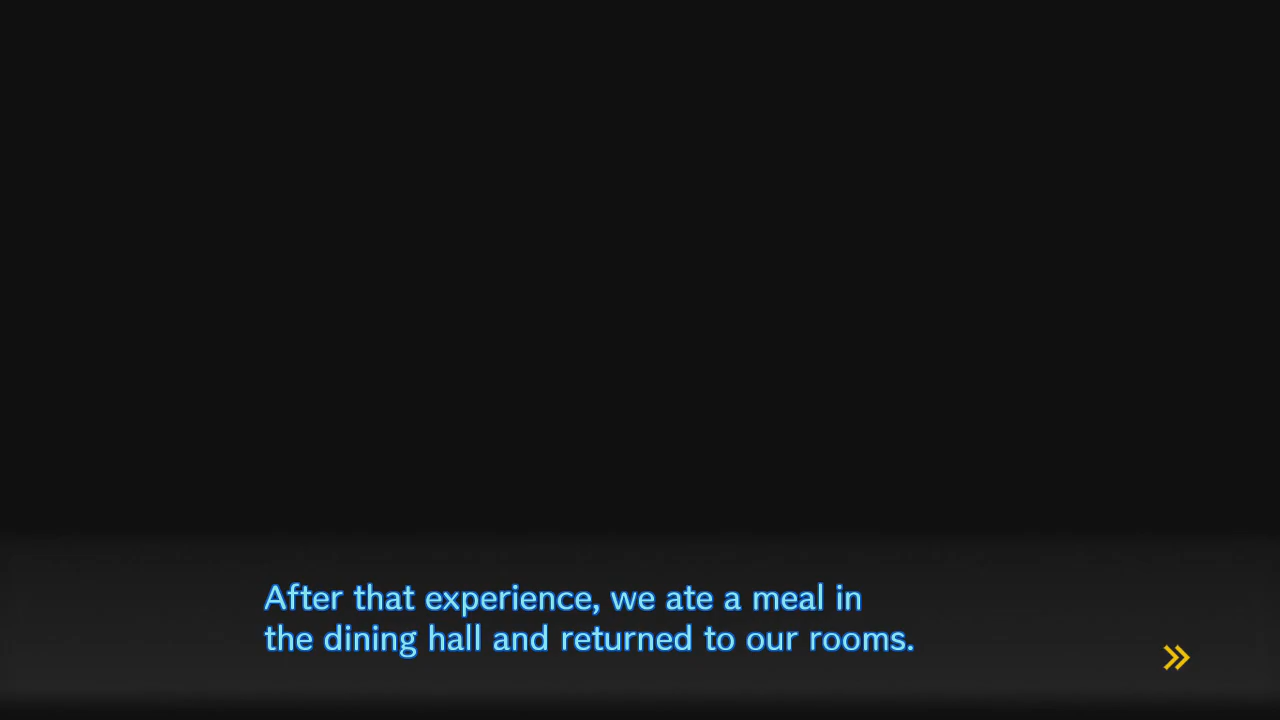 After that experience, we ate a meal in
the dining hall and returned to our rooms.